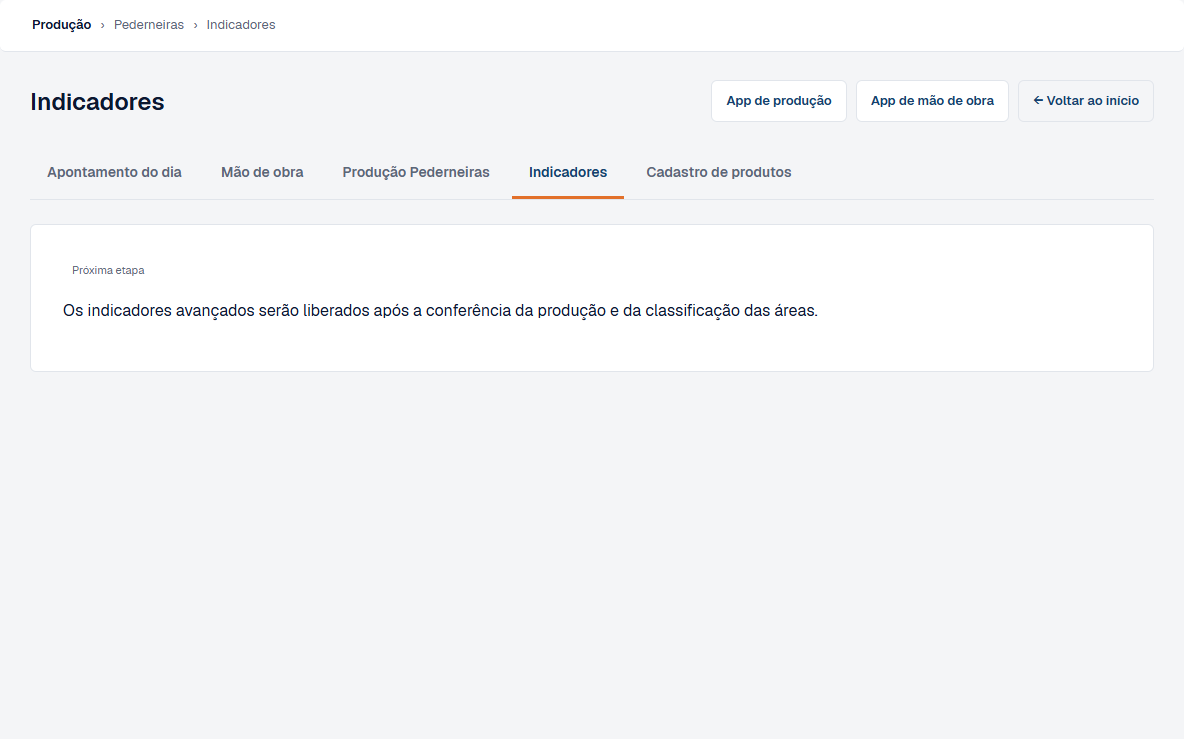 Produção › Pederneiras › Indicadores
Indicadores
App de produção
App de mão de obra
← Voltar ao início
Apontamento do dia
Mão de obra
Produção Pederneiras
Indicadores
Cadastro de produtos
Próxima etapa
Os indicadores avançados serão liberados após a conferência da produção e da classificação das áreas.